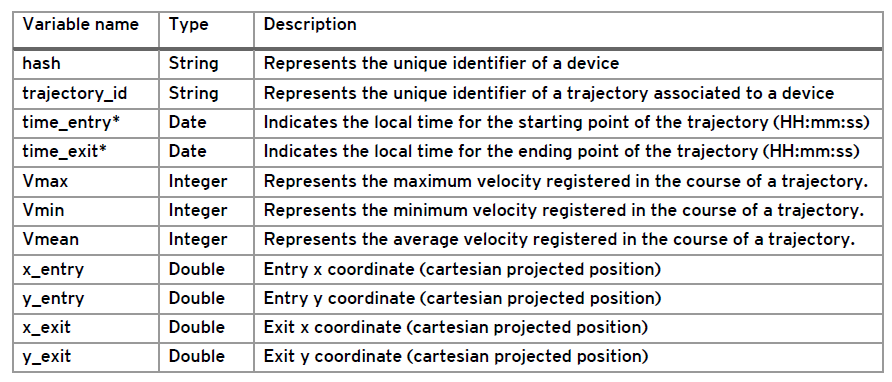 Variable name Type Description
hash String Represents the unique identifier of a device
trajectory_id String Represents the unique identifier of a trajectory associated to a device
time_entry* Date Indicates the local time for the starting point of the trajectory (HH:mm:ss)
time_exit* Date Indicates the local time for the ending point of the trajectory (HH:mm:ss)
Vmax Integer Represents the maximum velocity registered in the course of a trajectory.
Vmin Integer Represents the minimum velocity registered in the course of a trajectory.
Vmean Integer Represents the average velocity registered in the course of a trajectory.
x_entry Double Entry x coordinate (cartesian projected position)
y_entry Double Entry y coordinate (cartesian projected position)
x_exit Double Exit x coordinate (cartesian projected position)
y_exit Double Exit y coordinate (cartesian projected position)